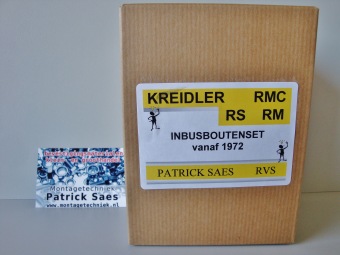 KREIDLER RMC
RS RM
INBUSBOUTENSET
vanaf 1972
PATRICK SAES RVS
Montagetechniek
Patrick Saes
www.montagetechniek.nl